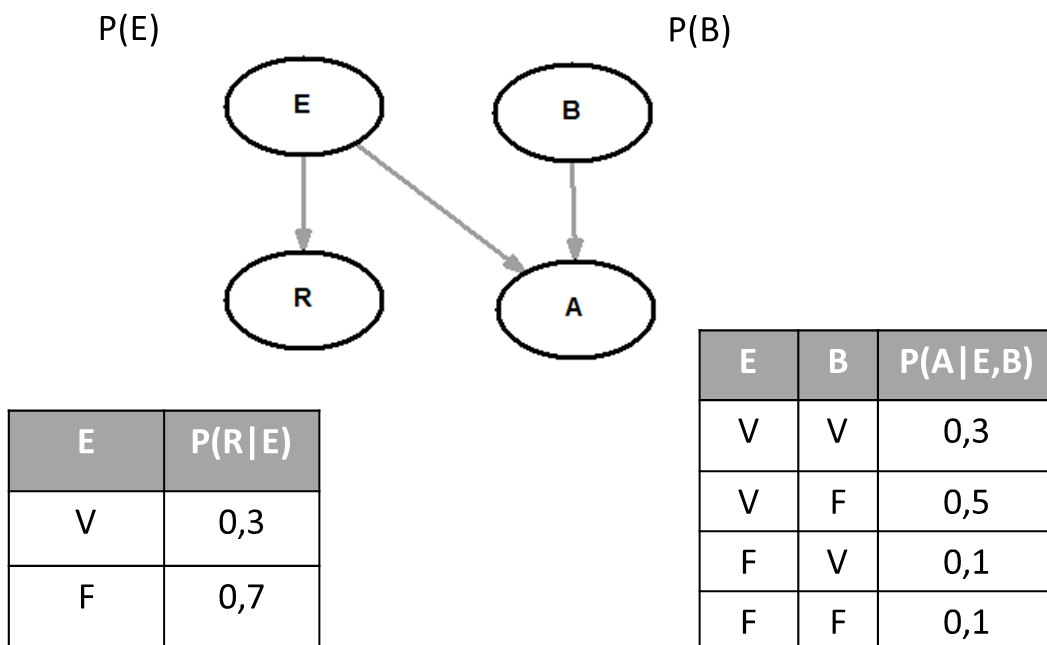 P(E) P(B)
E B
R A
E P(R|E)
V 0,3
F 0,7
E B P(A|E,B)
V V 0,3
V F 0,5
F V 0,1
F F 0,1